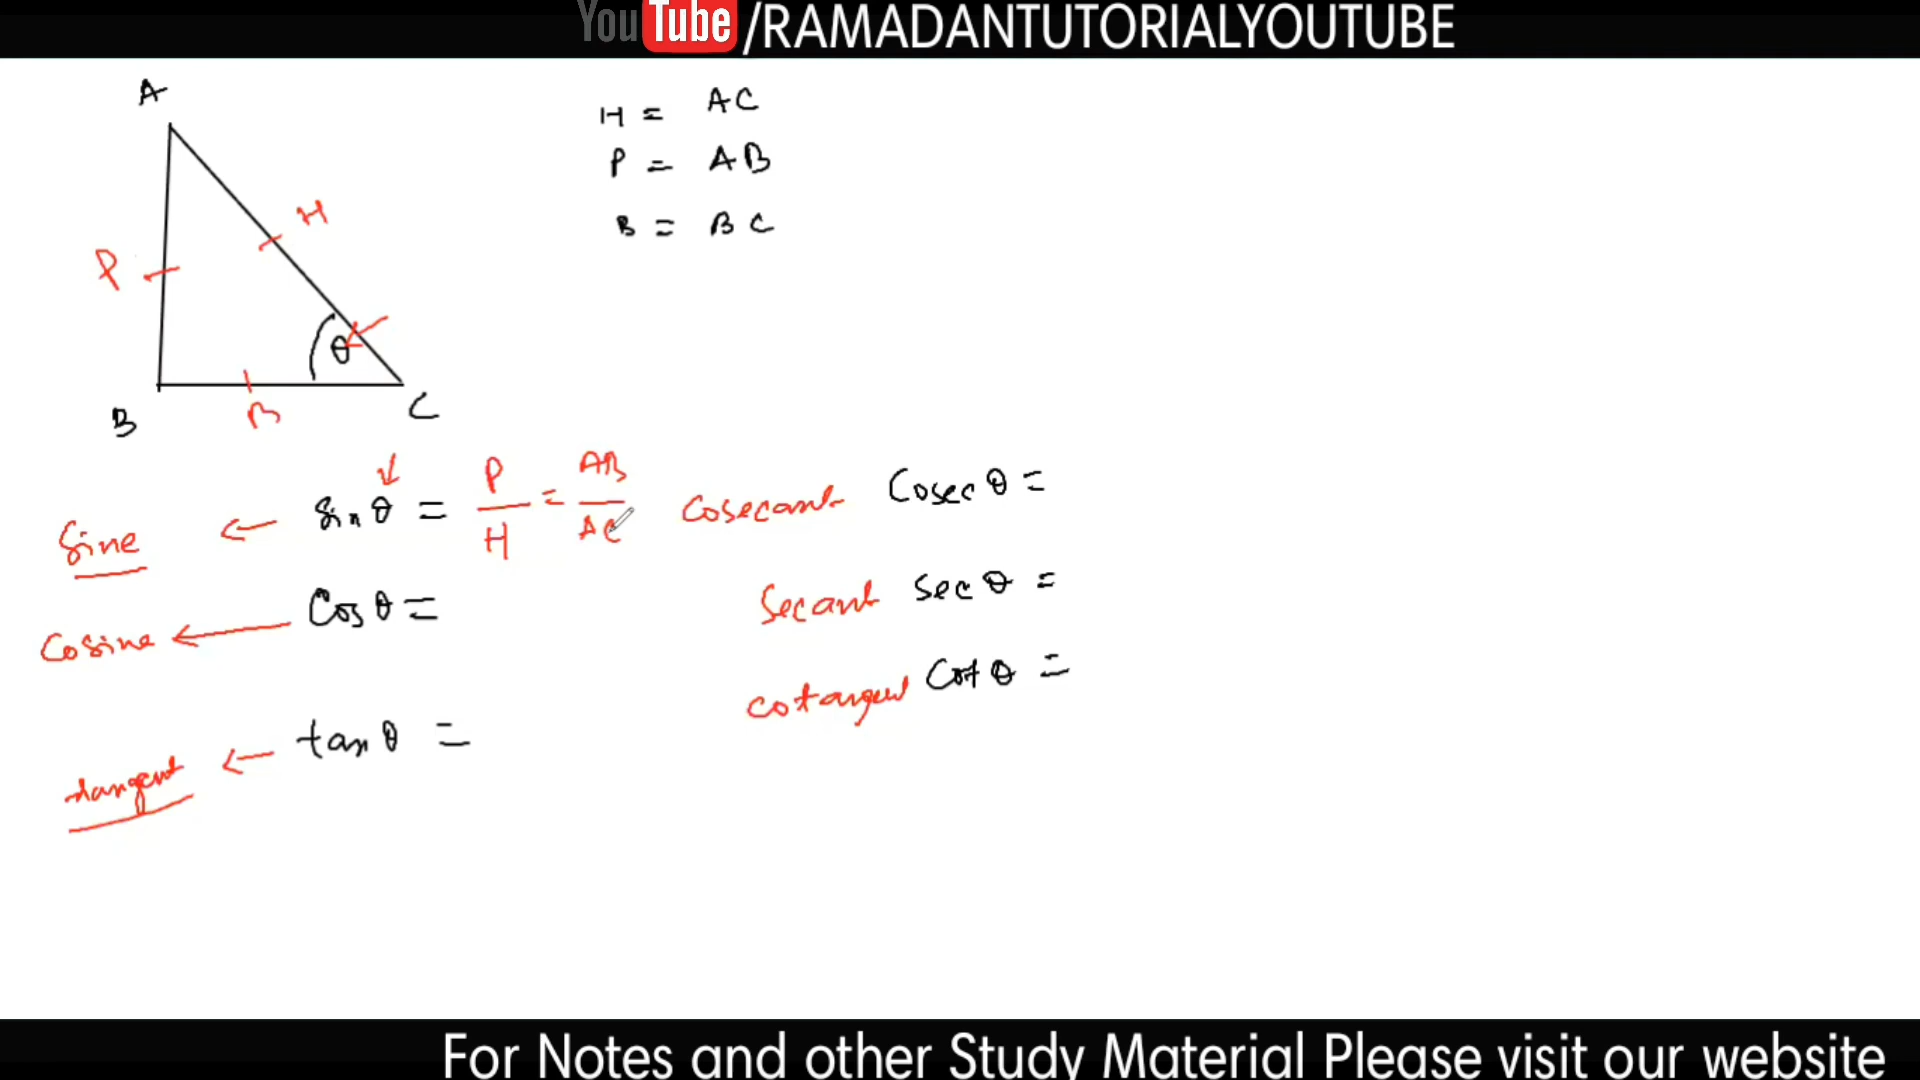 YouTube/RAMADANTUTORIALYOUTUBE
A
H = AC
P = AB
B = BC
H
P
θ
B
B
C
Sine ← sin θ = P/H = AB/AC
Cosecant Cosec θ =
Cosine ← Cos θ =
Secant sec θ =
tangent ← tan θ =
cotangent Cot θ =
For Notes and other Study Material Please visit our website